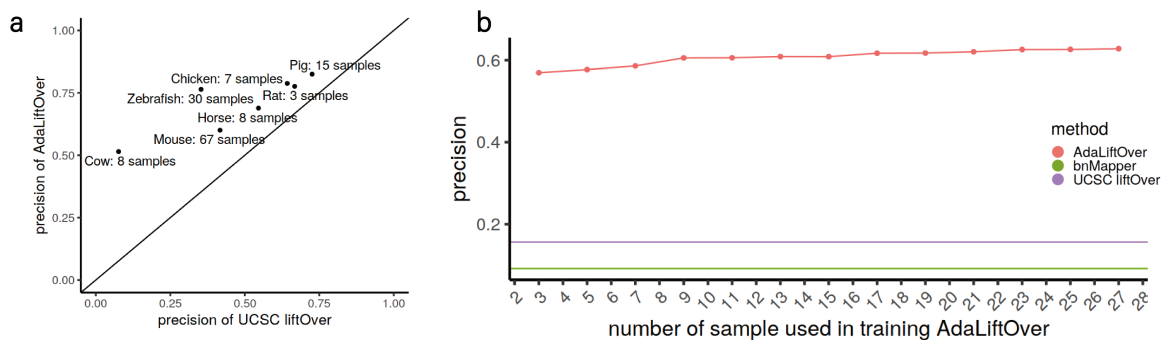 a
precision of AdaLiftOver
1.00
0.75
0.50
0.25
0.00
Pig: 15 samples
Chicken: 7 samples
Rat: 3 samples
Zebrafish: 30 samples
Horse: 8 samples
Mouse: 67 samples
Cow: 8 samples
0.00 0.25 0.50 0.75 1.00
precision of UCSC liftOver
b
precision
0.6
0.4
0.2
method
AdaLiftOver
bnMapper
UCSC liftOver
2 3 4 5 6 7 8 9 10 11 12 13 14 15 16 17 18 19 20 21 22 23 24 25 26 27 28
number of sample used in training AdaLiftOver